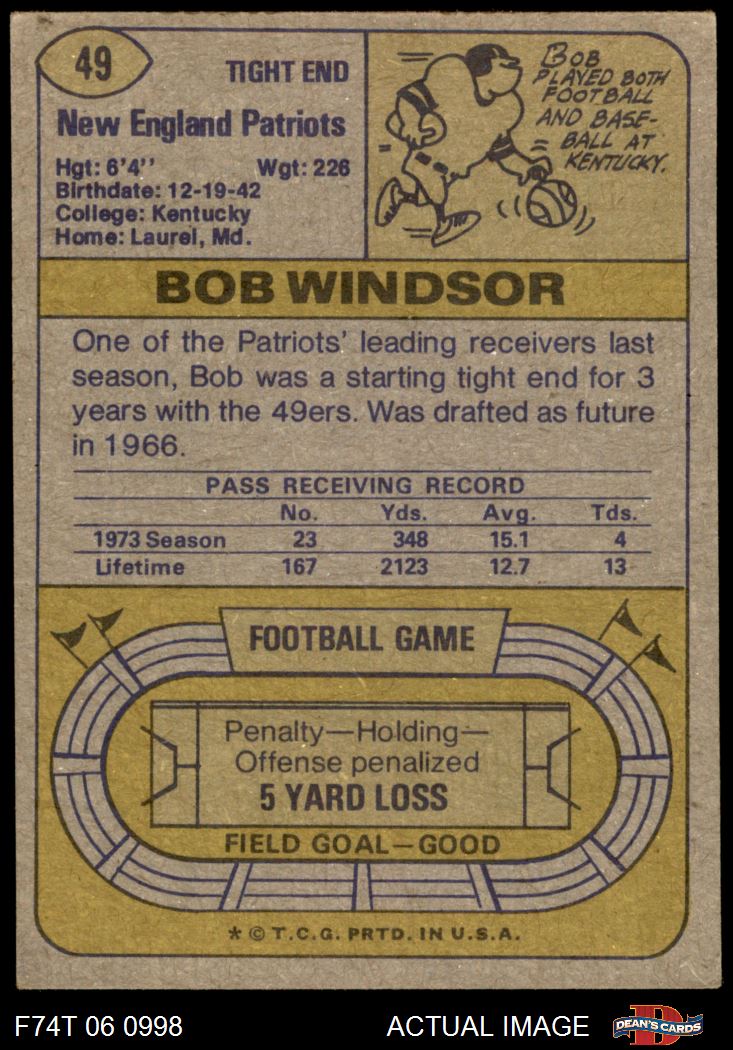 49
TIGHT END
New England Patriots
Hgt: 6'4'' Wgt: 226
Birthdate: 12-19-42
College: Kentucky
Home: Laurel, Md.
BOB
PLAYED BOTH
FOOTBALL
AND BASE-
BALL AT
KENTUCKY.
BOB WINDSOR
One of the Patriots' leading receivers last
season, Bob was a starting tight end for 3
years with the 49ers. Was drafted as future
in 1966.
PASS RECEIVING RECORD
No. Yds. Avg. Tds.
1973 Season 23 348 15.1 4
Lifetime 167 2123 12.7 13
FOOTBALL GAME
Penalty—Holding—
Offense penalized
5 YARD LOSS
FIELD GOAL—GOOD
* © T.C.G. PRTD. IN U.S.A.
F74T 06 0998 ACTUAL IMAGE
D
DEAN'S CARDS